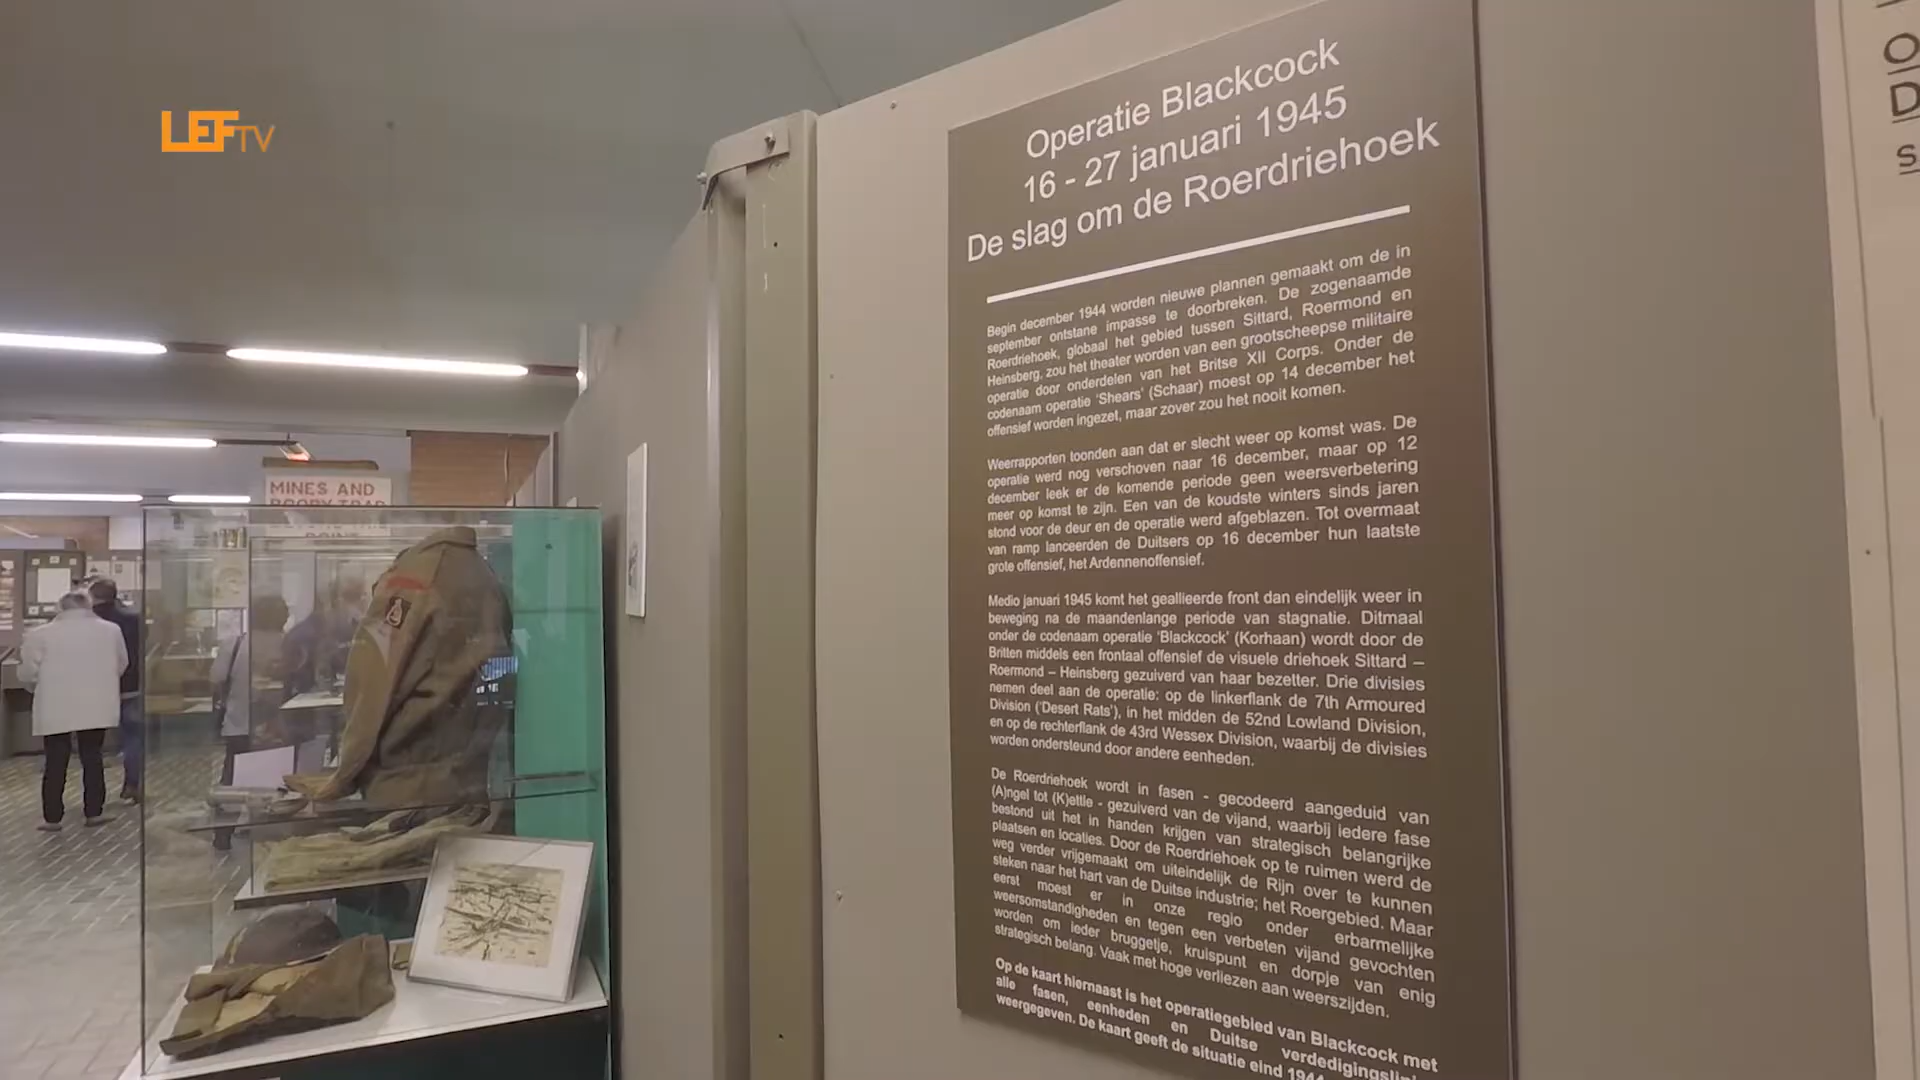 LEFTV
Operatie Blackcock
16 - 27 januari 1945
De slag om de Roerdriehoek
Begin december 1944 worden nieuwe plannen gemaakt om de in
september ontstane impasse te doorbreken. De zogenaamde
Roerdriehoek, globaal het gebied tussen Sittard, Roermond en
Heinsberg, zou het theater worden van een grootscheepse militaire
operatie door onderdelen van het Britse XII Corps. Onder de
codenaam operatie 'Shears' (Schaar) moest op 14 december het
offensief worden ingezet, maar zover zou het nooit komen.
Weerrapporten toonden aan dat er slecht weer op komst was. De
operatie werd nog verschoven naar 16 december, maar op 12
december leek er de komende periode geen weersverbetering
meer op komst te zijn. Een van de koudste winters sinds jaren
stond voor de deur en de operatie werd afgeblazen. Tot overmaat
van ramp lanceerden de Duitsers op 16 december hun laatste
grote offensief, het Ardennenoffensief.
Medio januari 1945 komt het geallieerde front dan eindelijk weer in
beweging na de maandenlange periode van stagnatie. Ditmaal
onder de codenaam operatie 'Blackcock' (Korhaan) wordt door de
Britten middels een frontaal offensief de visuele driehoek Sittard –
Roermond – Heinsberg gezuiverd van haar bezetter. Drie divisies
nemen deel aan de operatie: op de linkerflank de 7th Armoured
Division ('Desert Rats'), in het midden de 52nd Lowland Division,
en op de rechterflank de 43rd Wessex Division, waarbij de divisies
worden ondersteund door andere eenheden.
De Roerdriehoek wordt in fasen - gecodeerd aangeduid van
(A)ngel tot (K)ettle - gezuiverd van de vijand, waarbij iedere fase
bestond uit het in handen krijgen van strategisch belangrijke
plaatsen en locaties. Door de Roerdriehoek op te ruimen werd de
weg verder vrijgemaakt om uiteindelijk de Rijn over te kunnen
steken naar het hart van de Duitse industrie; het Roergebied. Maar
eerst moest er in onze regio onder erbarmelijke
weersomstandigheden en tegen een verbeten vijand gevochten
worden om ieder bruggetje, kruispunt en dorpje van enig
strategisch belang. Vaak met hoge verliezen aan weerszijden.
Op de kaart hiernaast is het operatiegebied van Blackcock met
alle fasen, eenheden en Duitse
weergegeven. De kaart geeft de situatie eind 1944
MINES AND
BOOBY TRAP
POINT
O
D
s